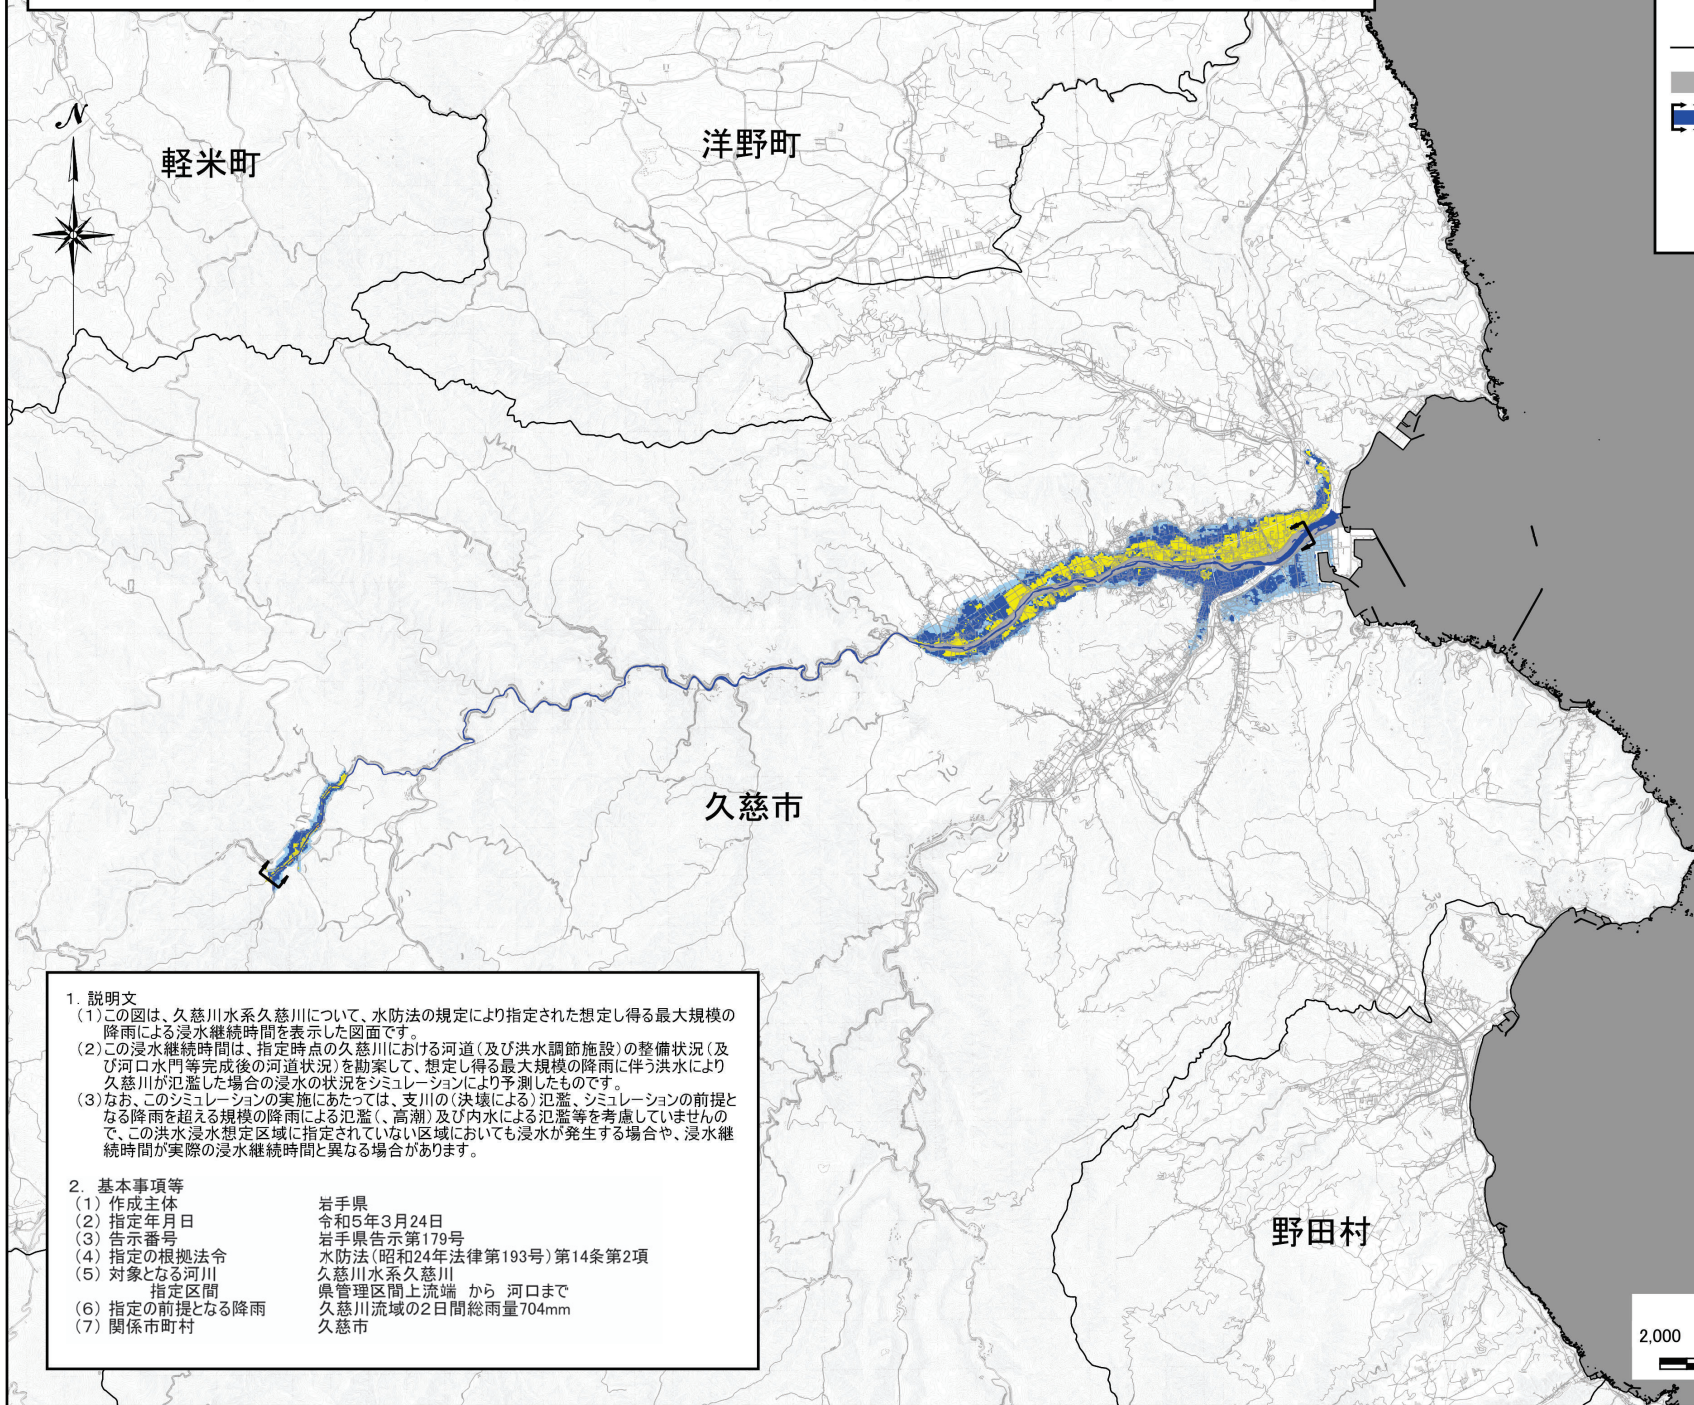 N
軽米町
洋野町
久慈市
野田村
1. 説明文
(1)この図は、久慈川水系久慈川について、水防法の規定により指定された想定し得る最大規模の
降雨による浸水継続時間を表示した図面です。
(2)この浸水継続時間は、指定時点の久慈川における河道(及び洪水調節施設)の整備状況(及
び河口水門等完成後の河道状況)を勘案して、想定し得る最大規模の降雨に伴う洪水により
久慈川が氾濫した場合の浸水の状況をシミュレーションにより予測したものです。
(3)なお、このシミュレーションの実施にあたっては、支川の(決壊による)氾濫、シミュレーションの前提と
なる降雨を超える規模の降雨による氾濫(、高潮)及び内水による氾濫等を考慮していませんの
で、この洪水浸水想定区域に指定されていない区域においても浸水が発生する場合や、浸水継
続時間が実際の浸水継続時間と異なる場合があります。
2. 基本事項等
(1) 作成主体 岩手県
(2) 指定年月日 令和5年3月24日
(3) 告示番号 岩手県告示第179号
(4) 指定の根拠法令 水防法(昭和24年法律第193号)第14条第2項
(5) 対象となる河川 久慈川水系久慈川
指定区間 県管理区間上流端 から 河口まで
(6) 指定の前提となる降雨 久慈川流域の2日間総雨量704mm
(7) 関係市町村 久慈市
2,000